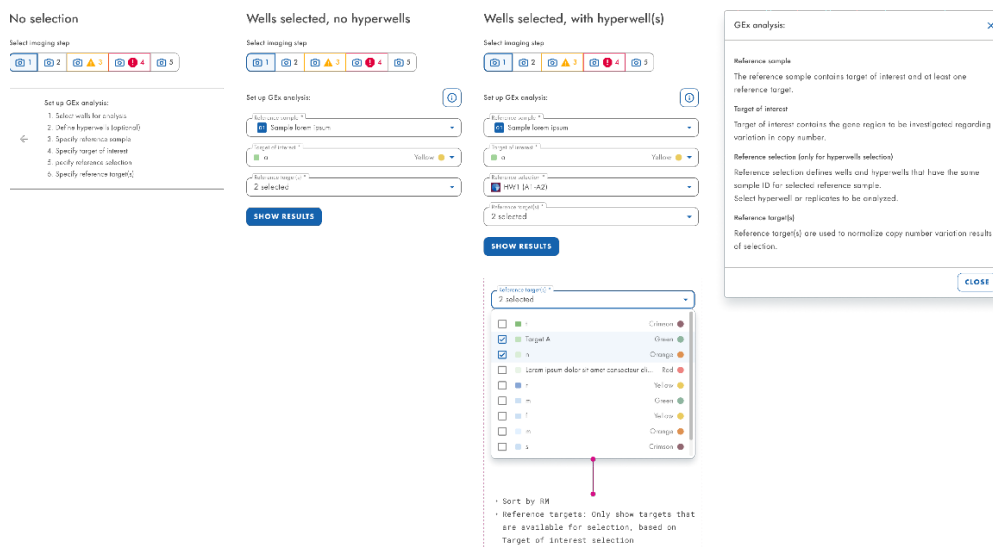 No selection
Select imaging step
1 2 3 4 5
Set up GEx analysis:
1. Select wells for analysis
2. Define hyperwells (optional)
3. Specify reference sample
4. Specify target of interest
5. pecify reference selection
6. Specify reference target(s)
Wells selected, no hyperwells
Select imaging step
1 2 3 4 5
Set up GEx analysis:
Reference sample *
01 Sample lorem ipsum
Target of interest *
a Yellow
Reference target(s) *
2 selected
SHOW RESULTS
Wells selected, with hyperwell(s)
Select imaging step
1 2 3 4 5
Set up GEx analysis:
Reference sample *
01 Sample lorem ipsum
Target of interest *
a Yellow
Reference selection *
HW1 (A1-A2)
Reference target(s) *
2 selected
SHOW RESULTS
Reference target(s) *
2 selected
r Crimson
Target A Green
n Orange
Lorem ipsum dolor sit amet consectetur eli... Red
r Yellow
m Green
f Yellow
m Orange
a Crimson
• Sort by RM
• Reference targets: Only show targets that
are available for selection, based on
Target of interest selection
GEx analysis:
Reference sample
The reference sample contains target of interest and at least one
reference target.
Target of interest
Target of interest contains the gene region to be investigated regarding
variation in copy number.
Reference selection (only for hyperwells selection)
Reference selection defines wells and hyperwells that have the same
sample ID for selected reference sample.
Select hyperwell or replicates to be analyzed.
Reference target(s)
Reference target(s) are used to normalize copy number variation results
of selection.
CLOSE